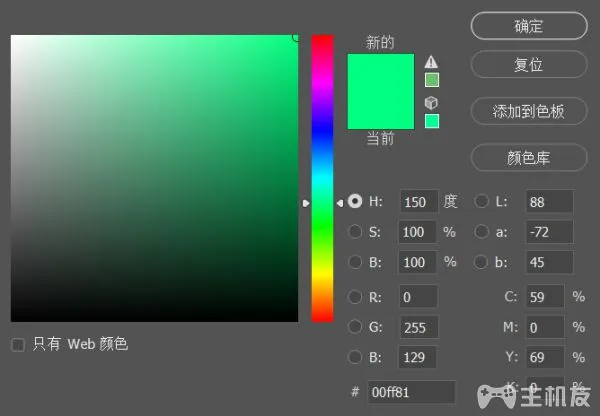 新的
当前
确定
复位
添加到色板
颜色库
H: 150 度
L: 88
S: 100 %
a: -72
B: 100 %
b: 45
R: 0
C: 59 %
G: 255
M: 0 %
B: 129
Y: 69 %
# 00ff81
K: 0 %
只有 Web 颜色
主机友